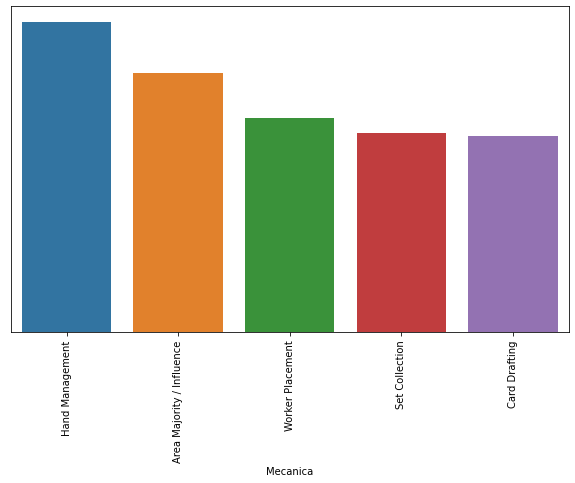 Hand Management
Area Majority / Influence
Worker Placement
Set Collection
Card Drafting
Mecanica